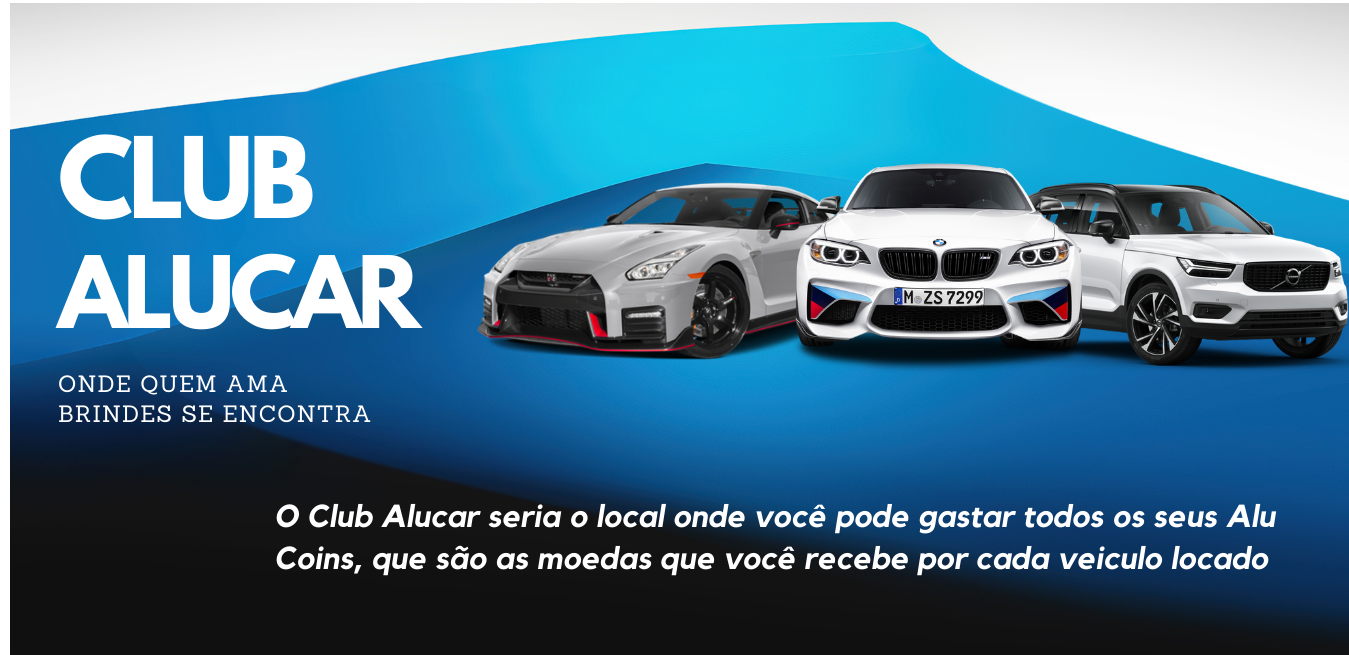 CLUB
ALUCAR
ONDE QUEM AMA
BRINDES SE ENCONTRA
M ZS 7299
O Club Alucar seria o local onde você pode gastar todos os seus Alu
Coins, que são as moedas que você recebe por cada veiculo locado